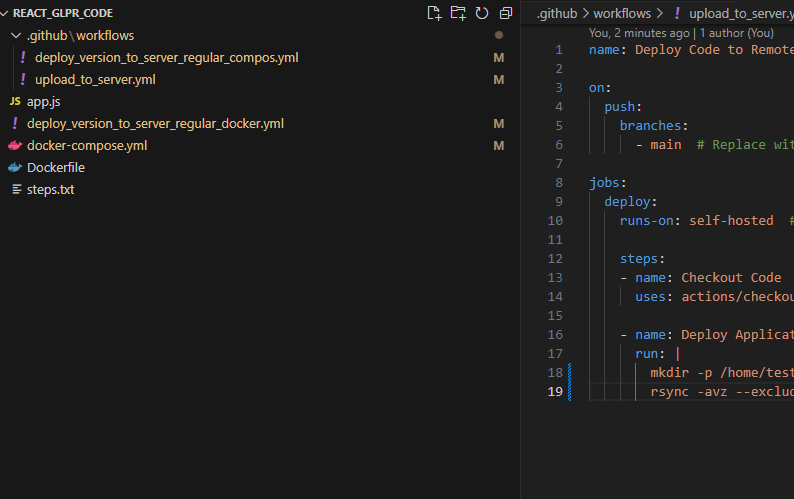 REACT_GLPR_CODE
.github\workflows
deploy_version_to_server_regular_compos.yml M
upload_to_server.yml M
JS app.js
deploy_version_to_server_regular_docker.yml M
docker-compose.yml M
Dockerfile
steps.txt
.github > workflows > ! upload_to_server.y
You, 2 minutes ago | 1 author (You)
1 name: Deploy Code to Remote
2
3 on:
4 push:
5 branches:
6 - main # Replace wit
7
8 jobs:
9 deploy:
10 runs-on: self-hosted #
11
12 steps:
13 - name: Checkout Code
14 uses: actions/checkou
15
16 - name: Deploy Applicat
17 run: |
18 mkdir -p /home/test
19 rsync -avz --exclud